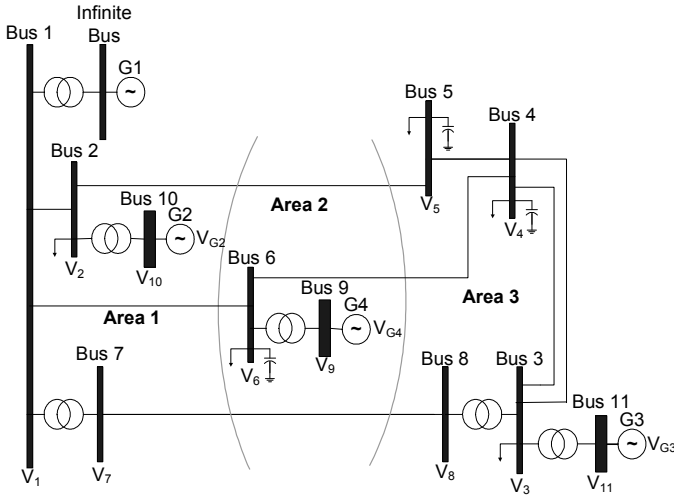 Infinite
Bus 1
Bus
G1
~
Bus 5
Bus 4
Bus 2
Bus 10
G2
Area 2
V5
~
VG2
V4
V2
V10
Bus 6
Bus 9
G4
Area 3
Area 1
~
VG4
Bus 7
V6
V9
Bus 8
Bus 3
Bus 11
G3
~
VG3
V1
V7
V8
V3
V11